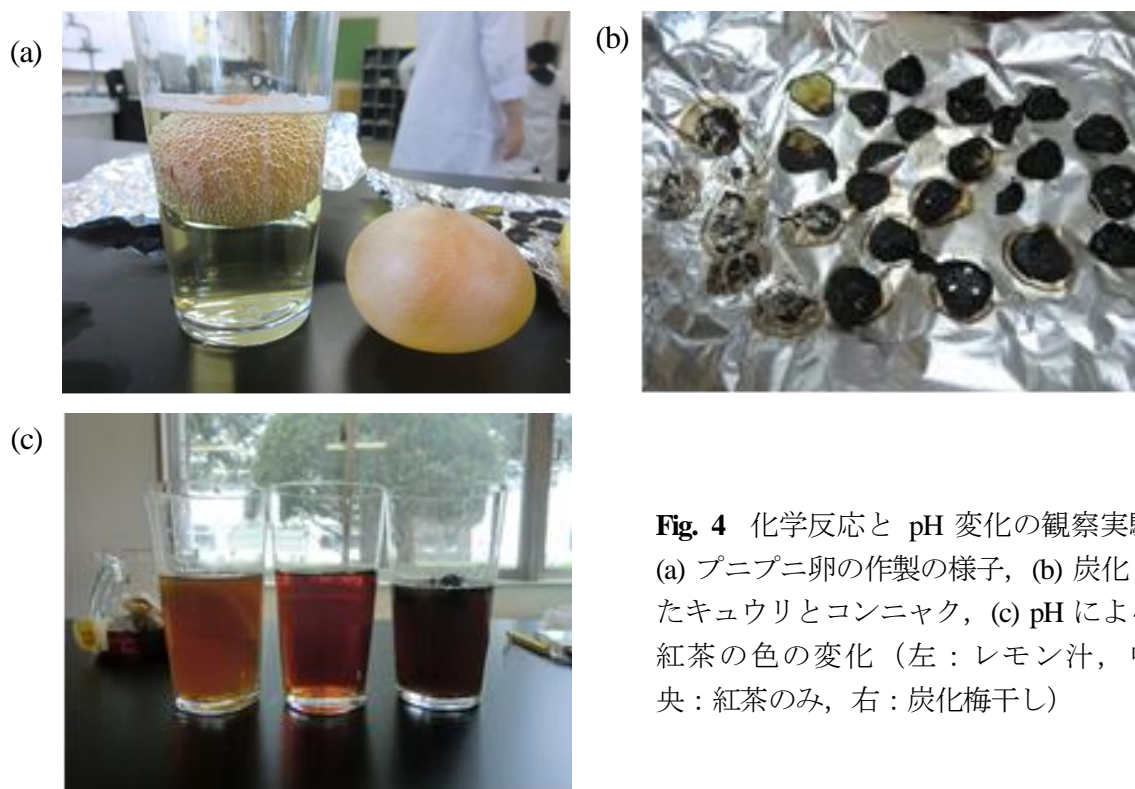 (a)
(b)
(c)
Fig. 4 化学反応と pH 変化の観察実
(a) プニプニ卵の作製の様子，(b) 炭化
たキュウリとコンニャク，(c) pH によ
紅茶の色の変化（左：レモン汁，
央：紅茶のみ，右：炭化梅干し）